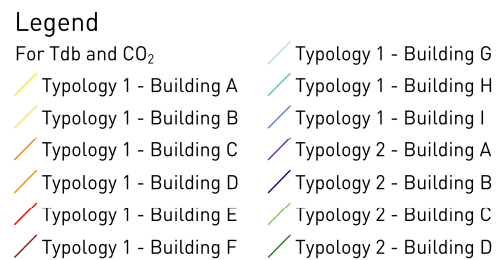 Legend
For Tdb and CO₂
Typology 1 - Building A
Typology 1 - Building B
Typology 1 - Building C
Typology 1 - Building D
Typology 1 - Building E
Typology 1 - Building F
Typology 1 - Building G
Typology 1 - Building H
Typology 1 - Building I
Typology 2 - Building A
Typology 2 - Building B
Typology 2 - Building C
Typology 2 - Building D